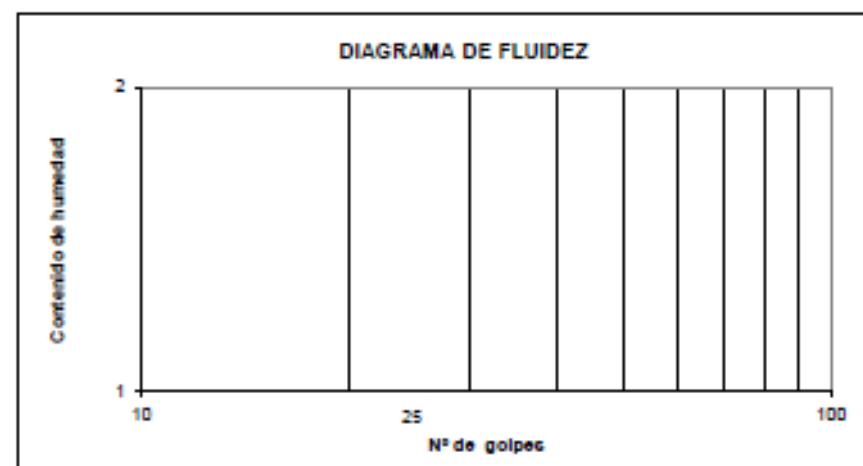 DIAGRAMA DE FLUIDEZ
2
Contenido de humedad
1
10 25 100
Nº de golpes